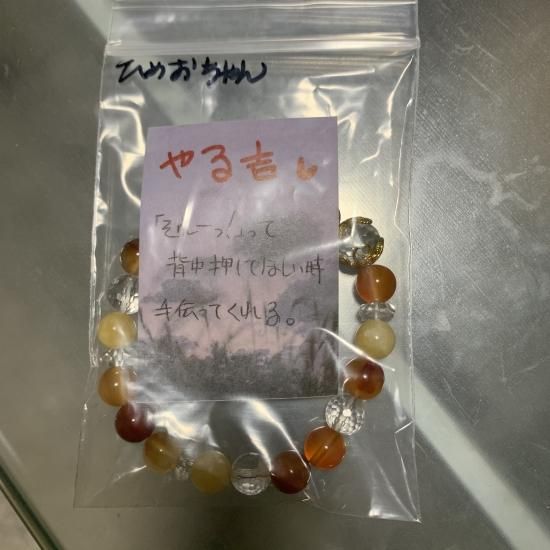 ひめおちゃん
やる吉。
「えいーっ!」って
背中押してほしい時
手伝ってくれる。